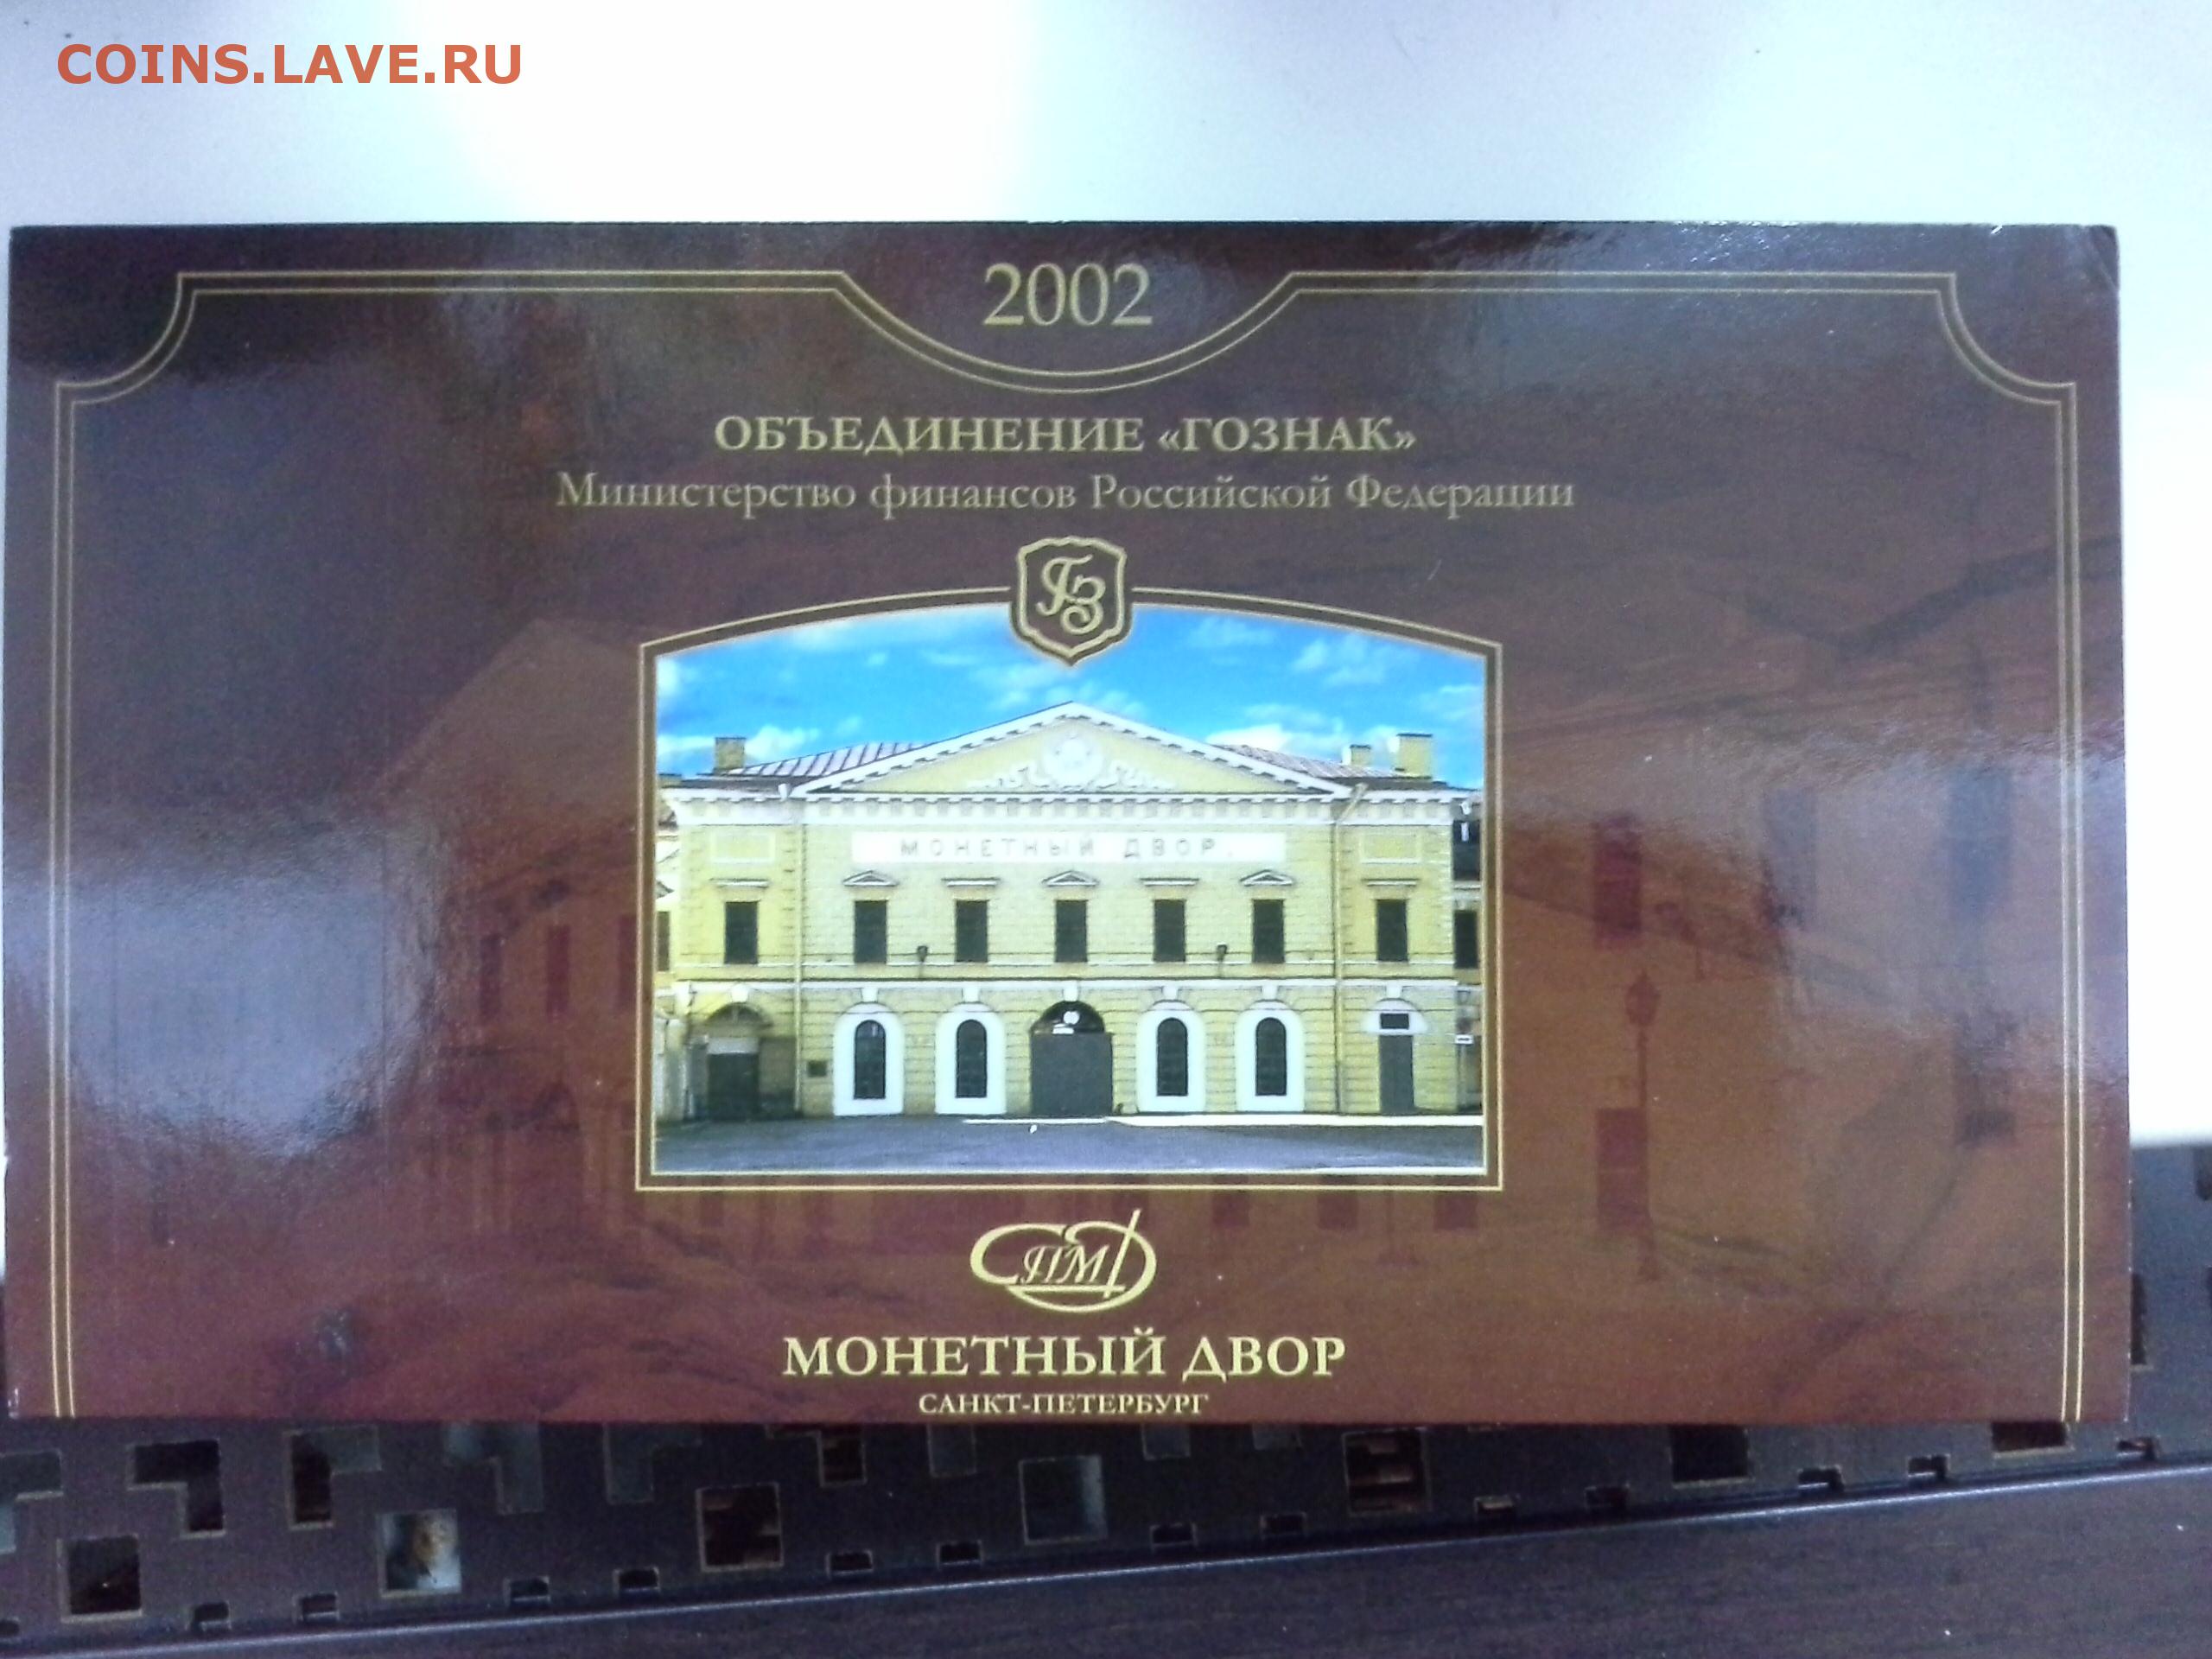 COINS.LAVE.RU
2002
ОБЪЕДИНЕНИЕ «ГОЗНАК»
Министерство финансов Российской Федерации
ГЗ
МОНЕТНЫЙ ДВОР.
СПМД
МОНЕТНЫЙ ДВОР
САНКТ-ПЕТЕРБУРГ